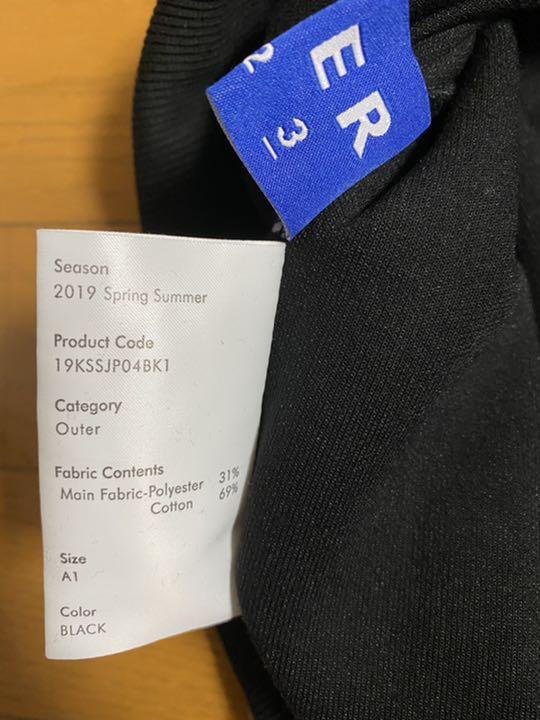 ER
2 3
Season
2019 Spring Summer
Product Code
19KSSJP04BK1
Category
Outer
Fabric Contents
Main Fabric-Polyester 31%
Cotton 69%
Size
A1
Color
BLACK